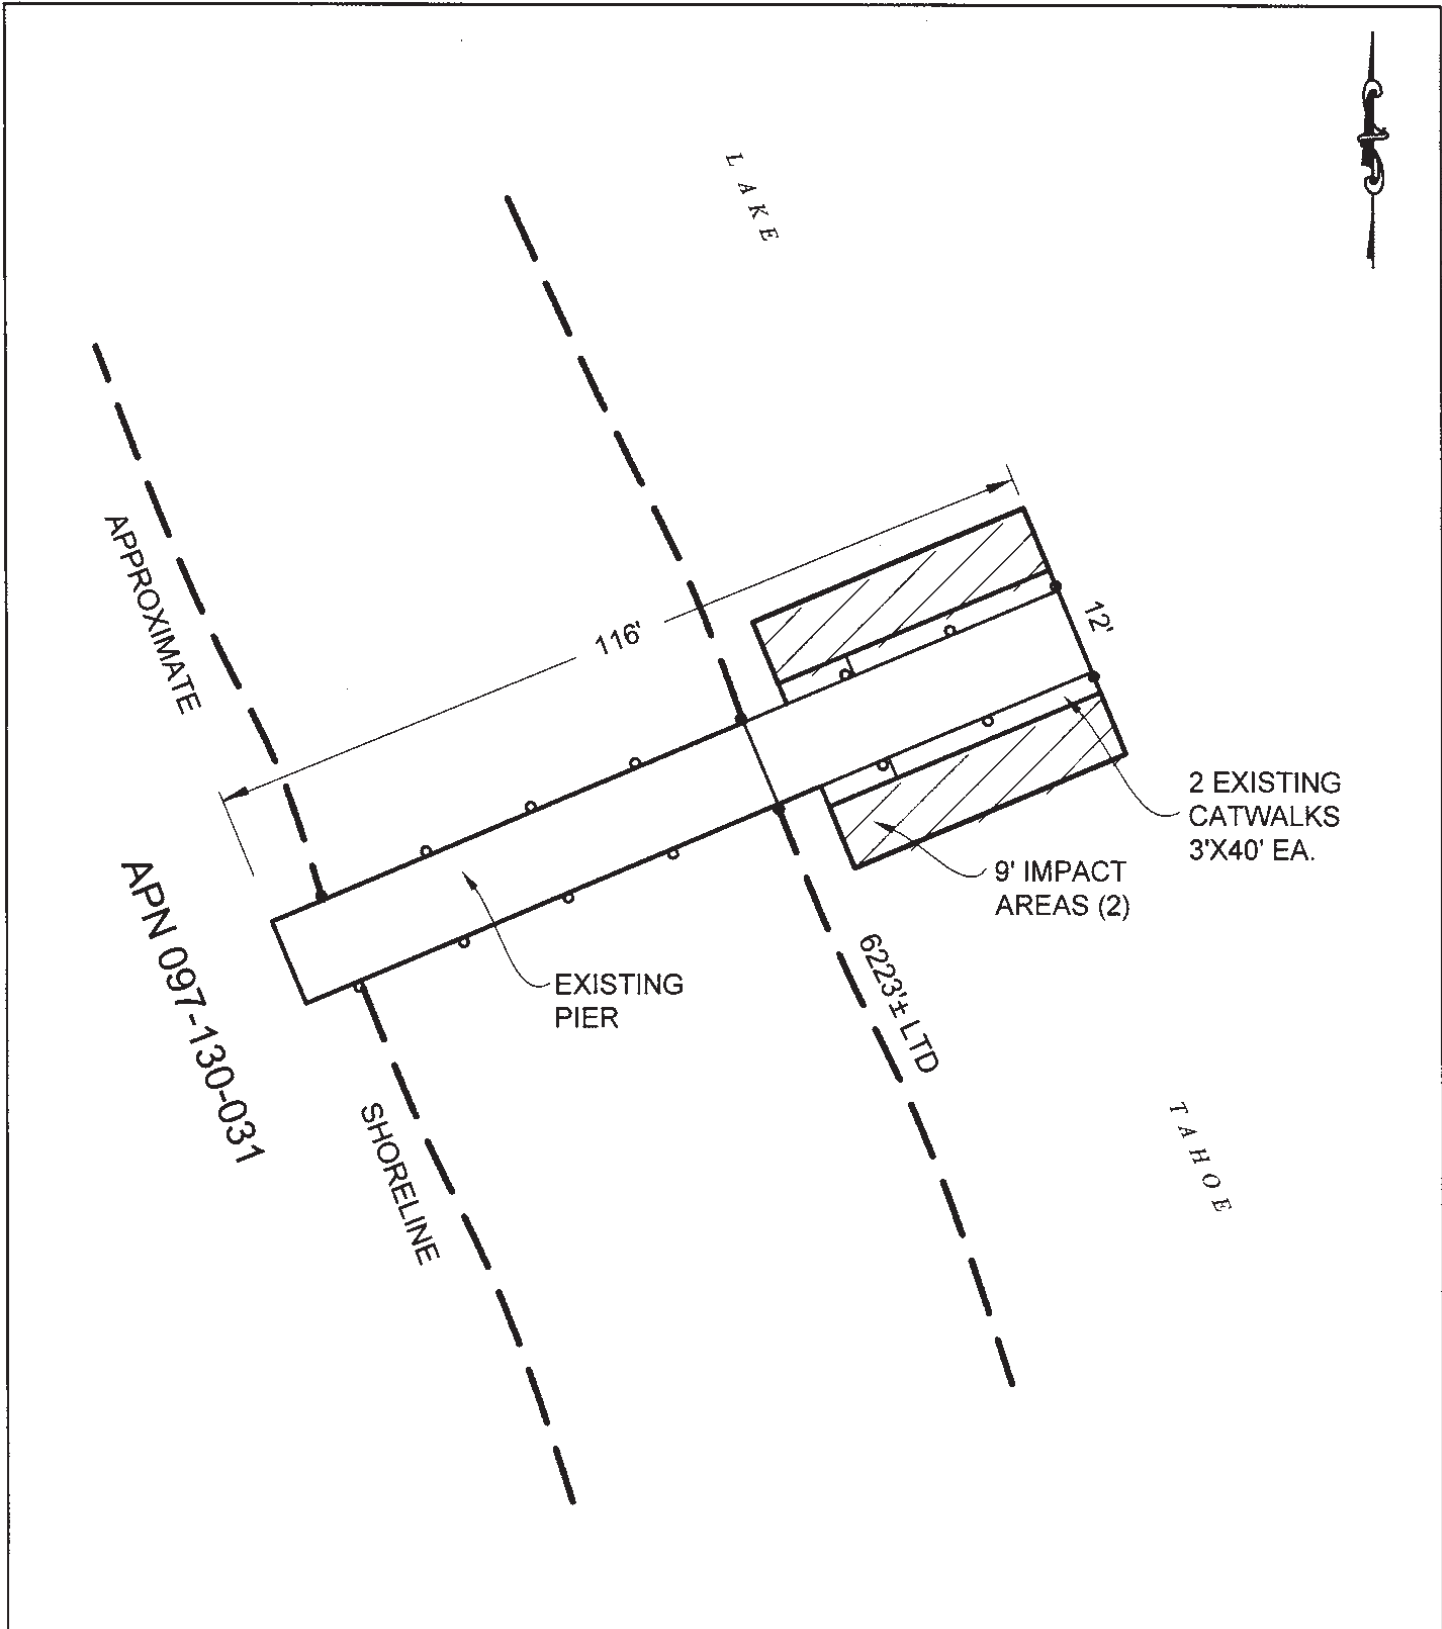 LAKE
APPROXIMATE
116'
12'
2 EXISTING
CATWALKS
3'X40' EA.
9' IMPACT
AREAS (2)
APN 097-130-031
EXISTING
PIER
6223'± LTD
SHORELINE
TAHOE